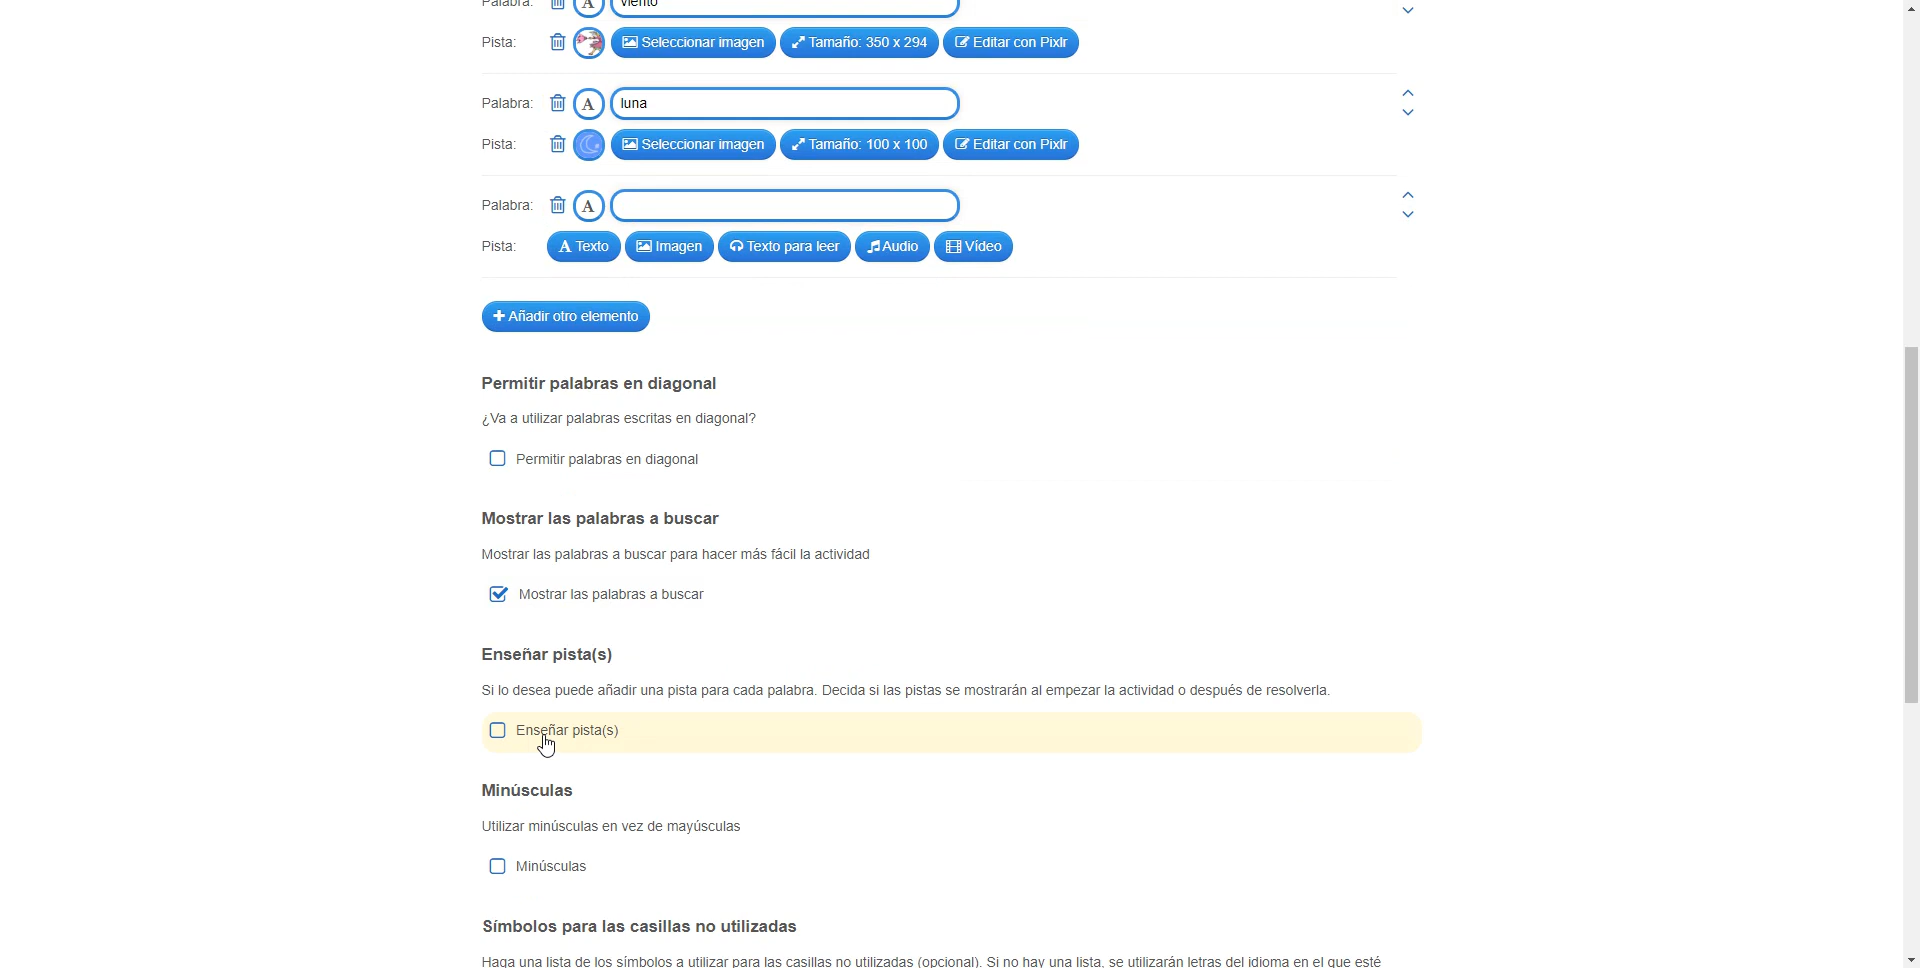 Palabra: A viento
Pista: Seleccionar imagen Tamaño: 350 x 294 Editar con Pixlr
Palabra: A luna
Pista: Seleccionar imagen Tamaño: 100 x 100 Editar con Pixlr
Palabra: A
Pista: A Texto Imagen Texto para leer Audio Vídeo
Añadir otro elemento
Permitir palabras en diagonal
¿Va a utilizar palabras escritas en diagonal?
Permitir palabras en diagonal
Mostrar las palabras a buscar
Mostrar las palabras a buscar para hacer más fácil la actividad
Mostrar las palabras a buscar
Enseñar pista(s)
Si lo desea puede añadir una pista para cada palabra. Decida si las pistas se mostrarán al empezar la actividad o después de resolverla.
Enseñar pista(s)
Minúsculas
Utilizar minúsculas en vez de mayúsculas
Minúsculas
Símbolos para las casillas no utilizadas
Haga una lista de los símbolos a utilizar para las casillas no utilizadas (opcional). Si no hay una lista, se utilizarán letras del idioma en el que esté